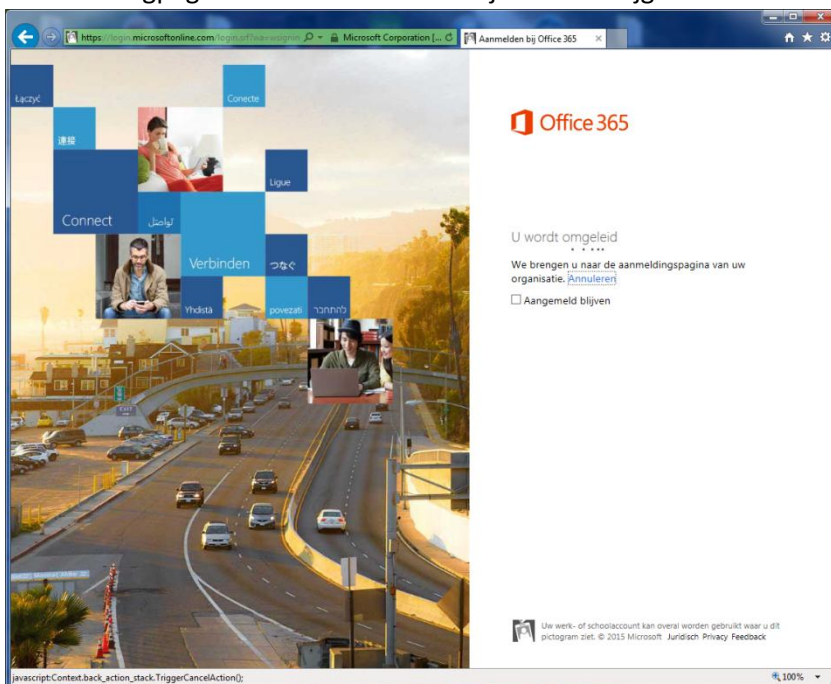 https://login.microsoftonline.com/login.srf?wa=wsignin
Microsoft Corporation [...
Aanmelden bij Office 365
Łączyć
Conecte
連接
Ligue
Connect
تواصَل
Verbinden
つなぐ
Yhdistä
povezati
להתחבר
EXIT
Office 365
U wordt omgeleid
We brengen u naar de aanmeldingspagina van uw
organisatie. Annuleren
Aangemeld blijven
Uw werk- of schoolaccount kan overal worden gebruikt waar u dit
pictogram ziet. © 2015 Microsoft Juridisch Privacy Feedback
javascript:Context.back_action_stack.TriggerCancelAction();
100%